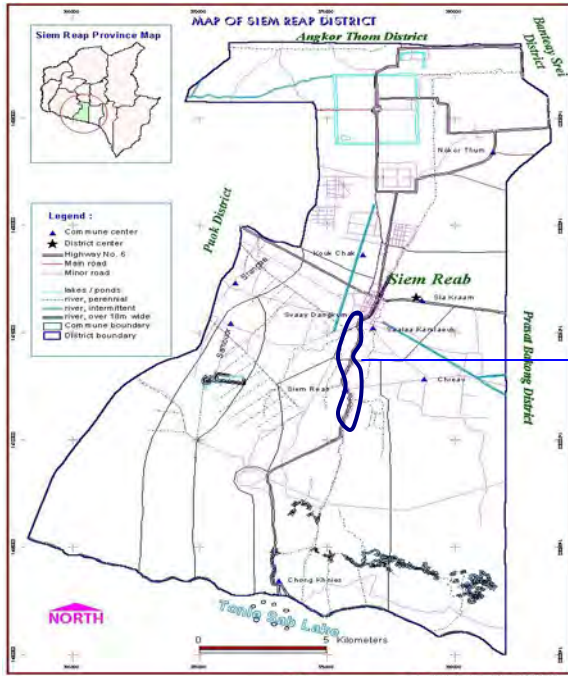 MAP OF SIEM REAP DISTRICT
Siem Reap Province Map
Angkor Thom District
Banteay Srei
District
Nokor Thum
Puok District
Legend :
Commune center
District center
Highway No. 6
Main road
Minor road
lakes / ponds
river, perennial
river, intermittent
river, over 10m wide
Commune boundary
District boundary
Kouk Chak
Siem Reab
Sla Kraam
Svaay Dangkum
Srangae
Sambuor
Siem Reab
Chreav
Prasat Bakong District
Chong Khnies
Tonle Sab Lake
NORTH
0
5
Kilometers